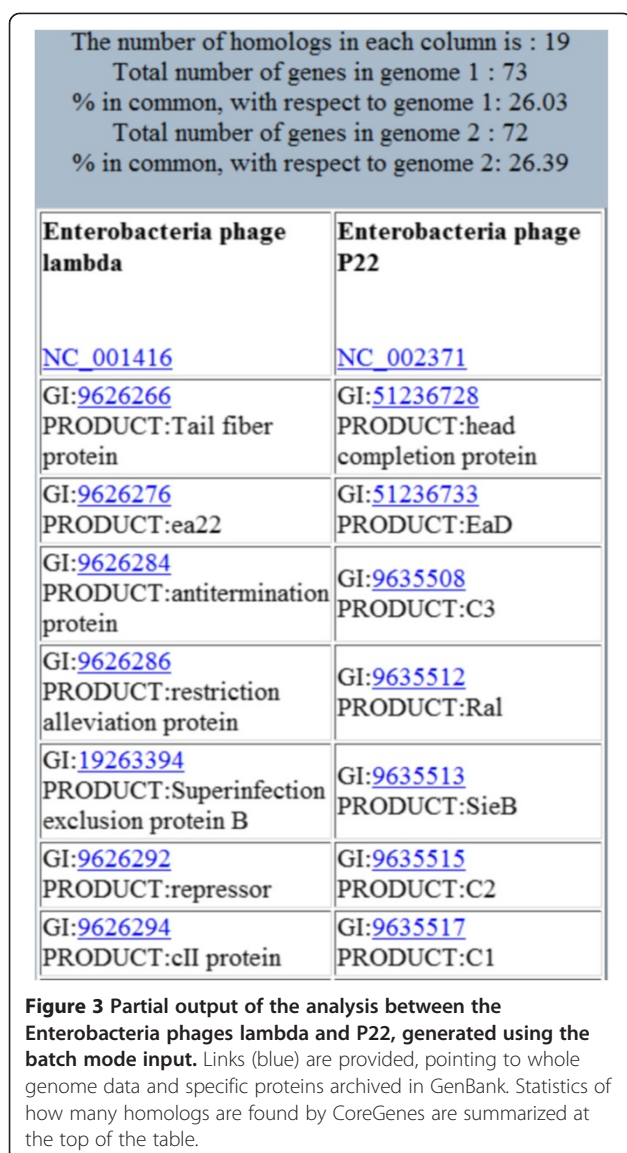 The number of homologs in each column is : 19
Total number of genes in genome 1 : 73
% in common, with respect to genome 1: 26.03
Total number of genes in genome 2 : 72
% in common, with respect to genome 2: 26.39
Enterobacteria phage
lambda
NC_001416
Enterobacteria phage
P22
NC_002371
GI:9626266
PRODUCT:Tail fiber
protein
GI:51236728
PRODUCT:head
completion protein
GI:9626276
PRODUCT:ea22
GI:51236733
PRODUCT:EaD
GI:9626284
PRODUCT:antitermination
protein
GI:9635508
PRODUCT:C3
GI:9626286
PRODUCT:restriction
alleviation protein
GI:9635512
PRODUCT:Ral
GI:19263394
PRODUCT:Superinfection
exclusion protein B
GI:9635513
PRODUCT:SieB
GI:9626292
PRODUCT:repressor
GI:9635515
PRODUCT:C2
GI:9626294
PRODUCT:cII protein
GI:9635517
PRODUCT:C1
Figure 3 Partial output of the analysis between the
Enterobacteria phages lambda and P22, generated using the
batch mode input. Links (blue) are provided, pointing to whole
genome data and specific proteins archived in GenBank. Statistics of
how many homologs are found by CoreGenes are summarized at
the top of the table.